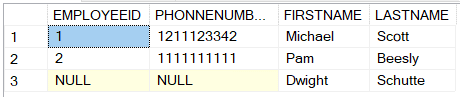 EMPLOYEEID PHONNENUMB... FIRSTNAME LASTNAME
1 1 1211123342 Michael Scott
2 2 1111111111 Pam Beesly
3 NULL NULL Dwight Schutte